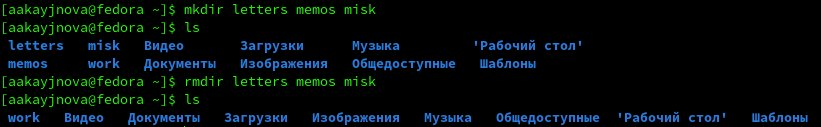 [aakayjnova@fedora ~]$ mkdir letters memos misk
[aakayjnova@fedora ~]$ ls
letters misk Видео Загрузки Музыка 'Рабочий стол'
memos work Документы Изображения Общедоступные Шаблоны
[aakayjnova@fedora ~]$ rmdir letters memos misk
[aakayjnova@fedora ~]$ ls
work Видео Документы Загрузки Изображения Музыка Общедоступные 'Рабочий стол' Шаблоны